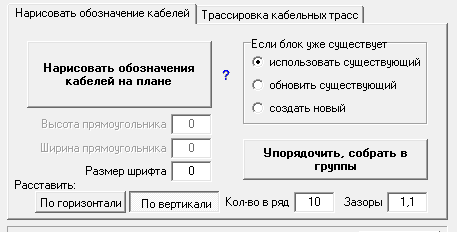 Нарисовать обозначение кабелей
Трассировка кабельных трасс
Нарисовать обозначения
кабелей на плане
?
Если блок уже существует
использовать существующий
обновить существующий
создать новый
Высота прямоугольника 0
Ширина прямоугольника 0
Размер шрифта 0
Упорядочить, собрать в
группы
Расставить:
По горизонтали По вертикали Кол-во в ряд 10 Зазоры 1,1